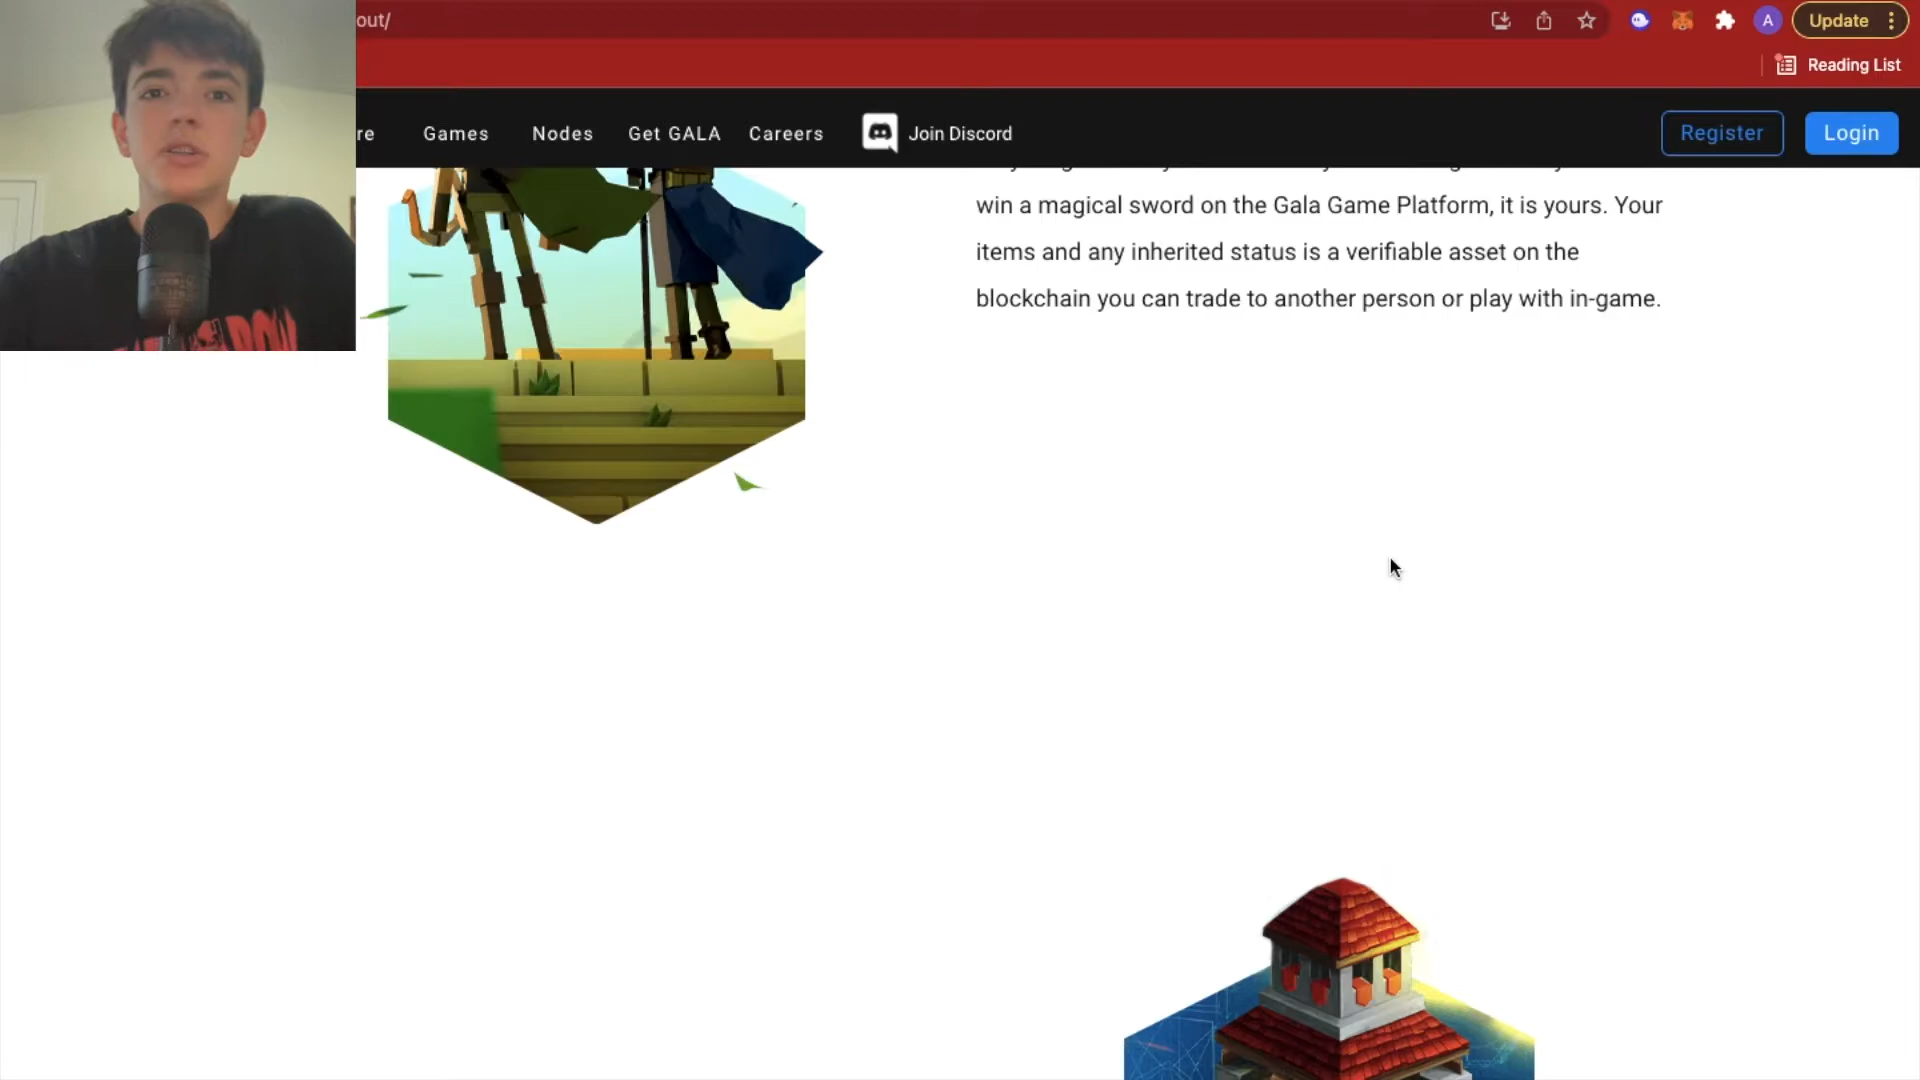 out/
A
Update
Reading List
re
Games
Nodes
Get GALA
Careers
Join Discord
Register
Login
win a magical sword on the Gala Game Platform, it is yours. Your
items and any inherited status is a verifiable asset on the
blockchain you can trade to another person or play with in-game.